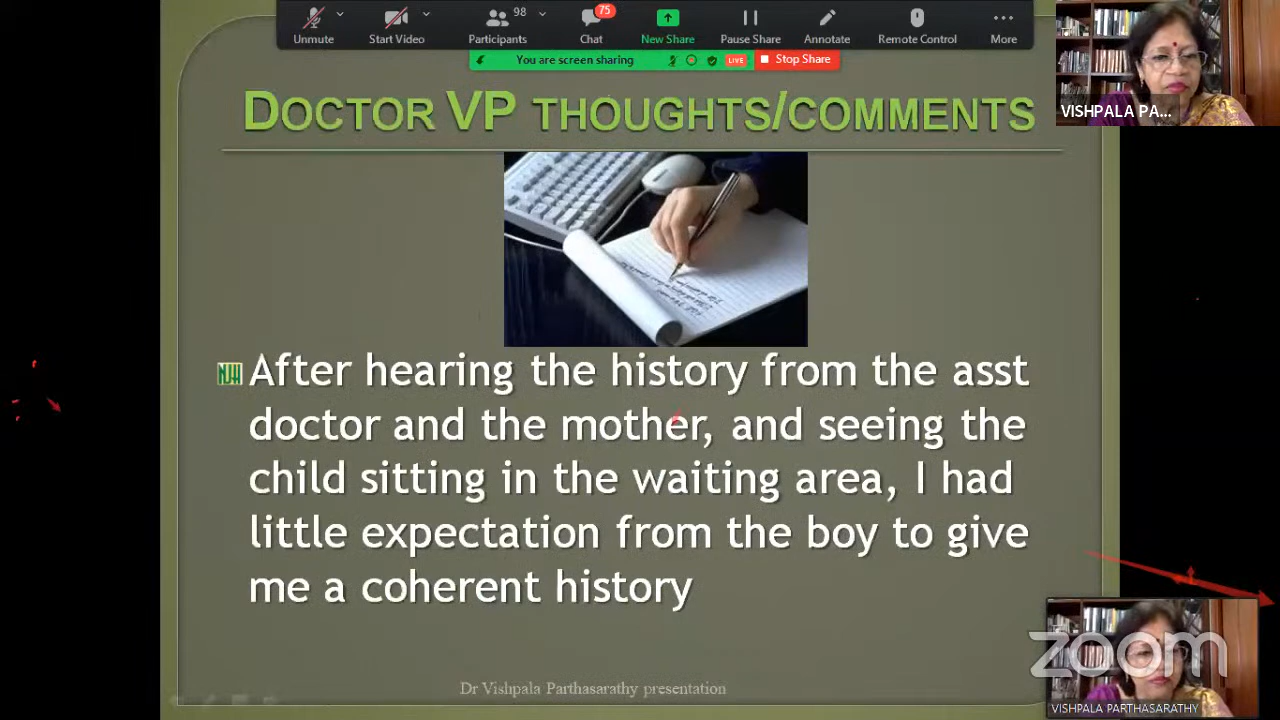 98
75
Unmute
Start Video
Participants
Chat
New Share
Pause Share
Annotate
Remote Control
More
You are screen sharing
LIVE
Stop Share
VISHPALA PA...
DOCTOR VP THOUGHTS/COMMENTS
NJH
After hearing the history from the asst
doctor and the mother, and seeing the
child sitting in the waiting area, I had
little expectation from the boy to give
me a coherent history
zoom
Dr Vishpala Parthasarathy presentation
VISHPALA PARTHASARATHY